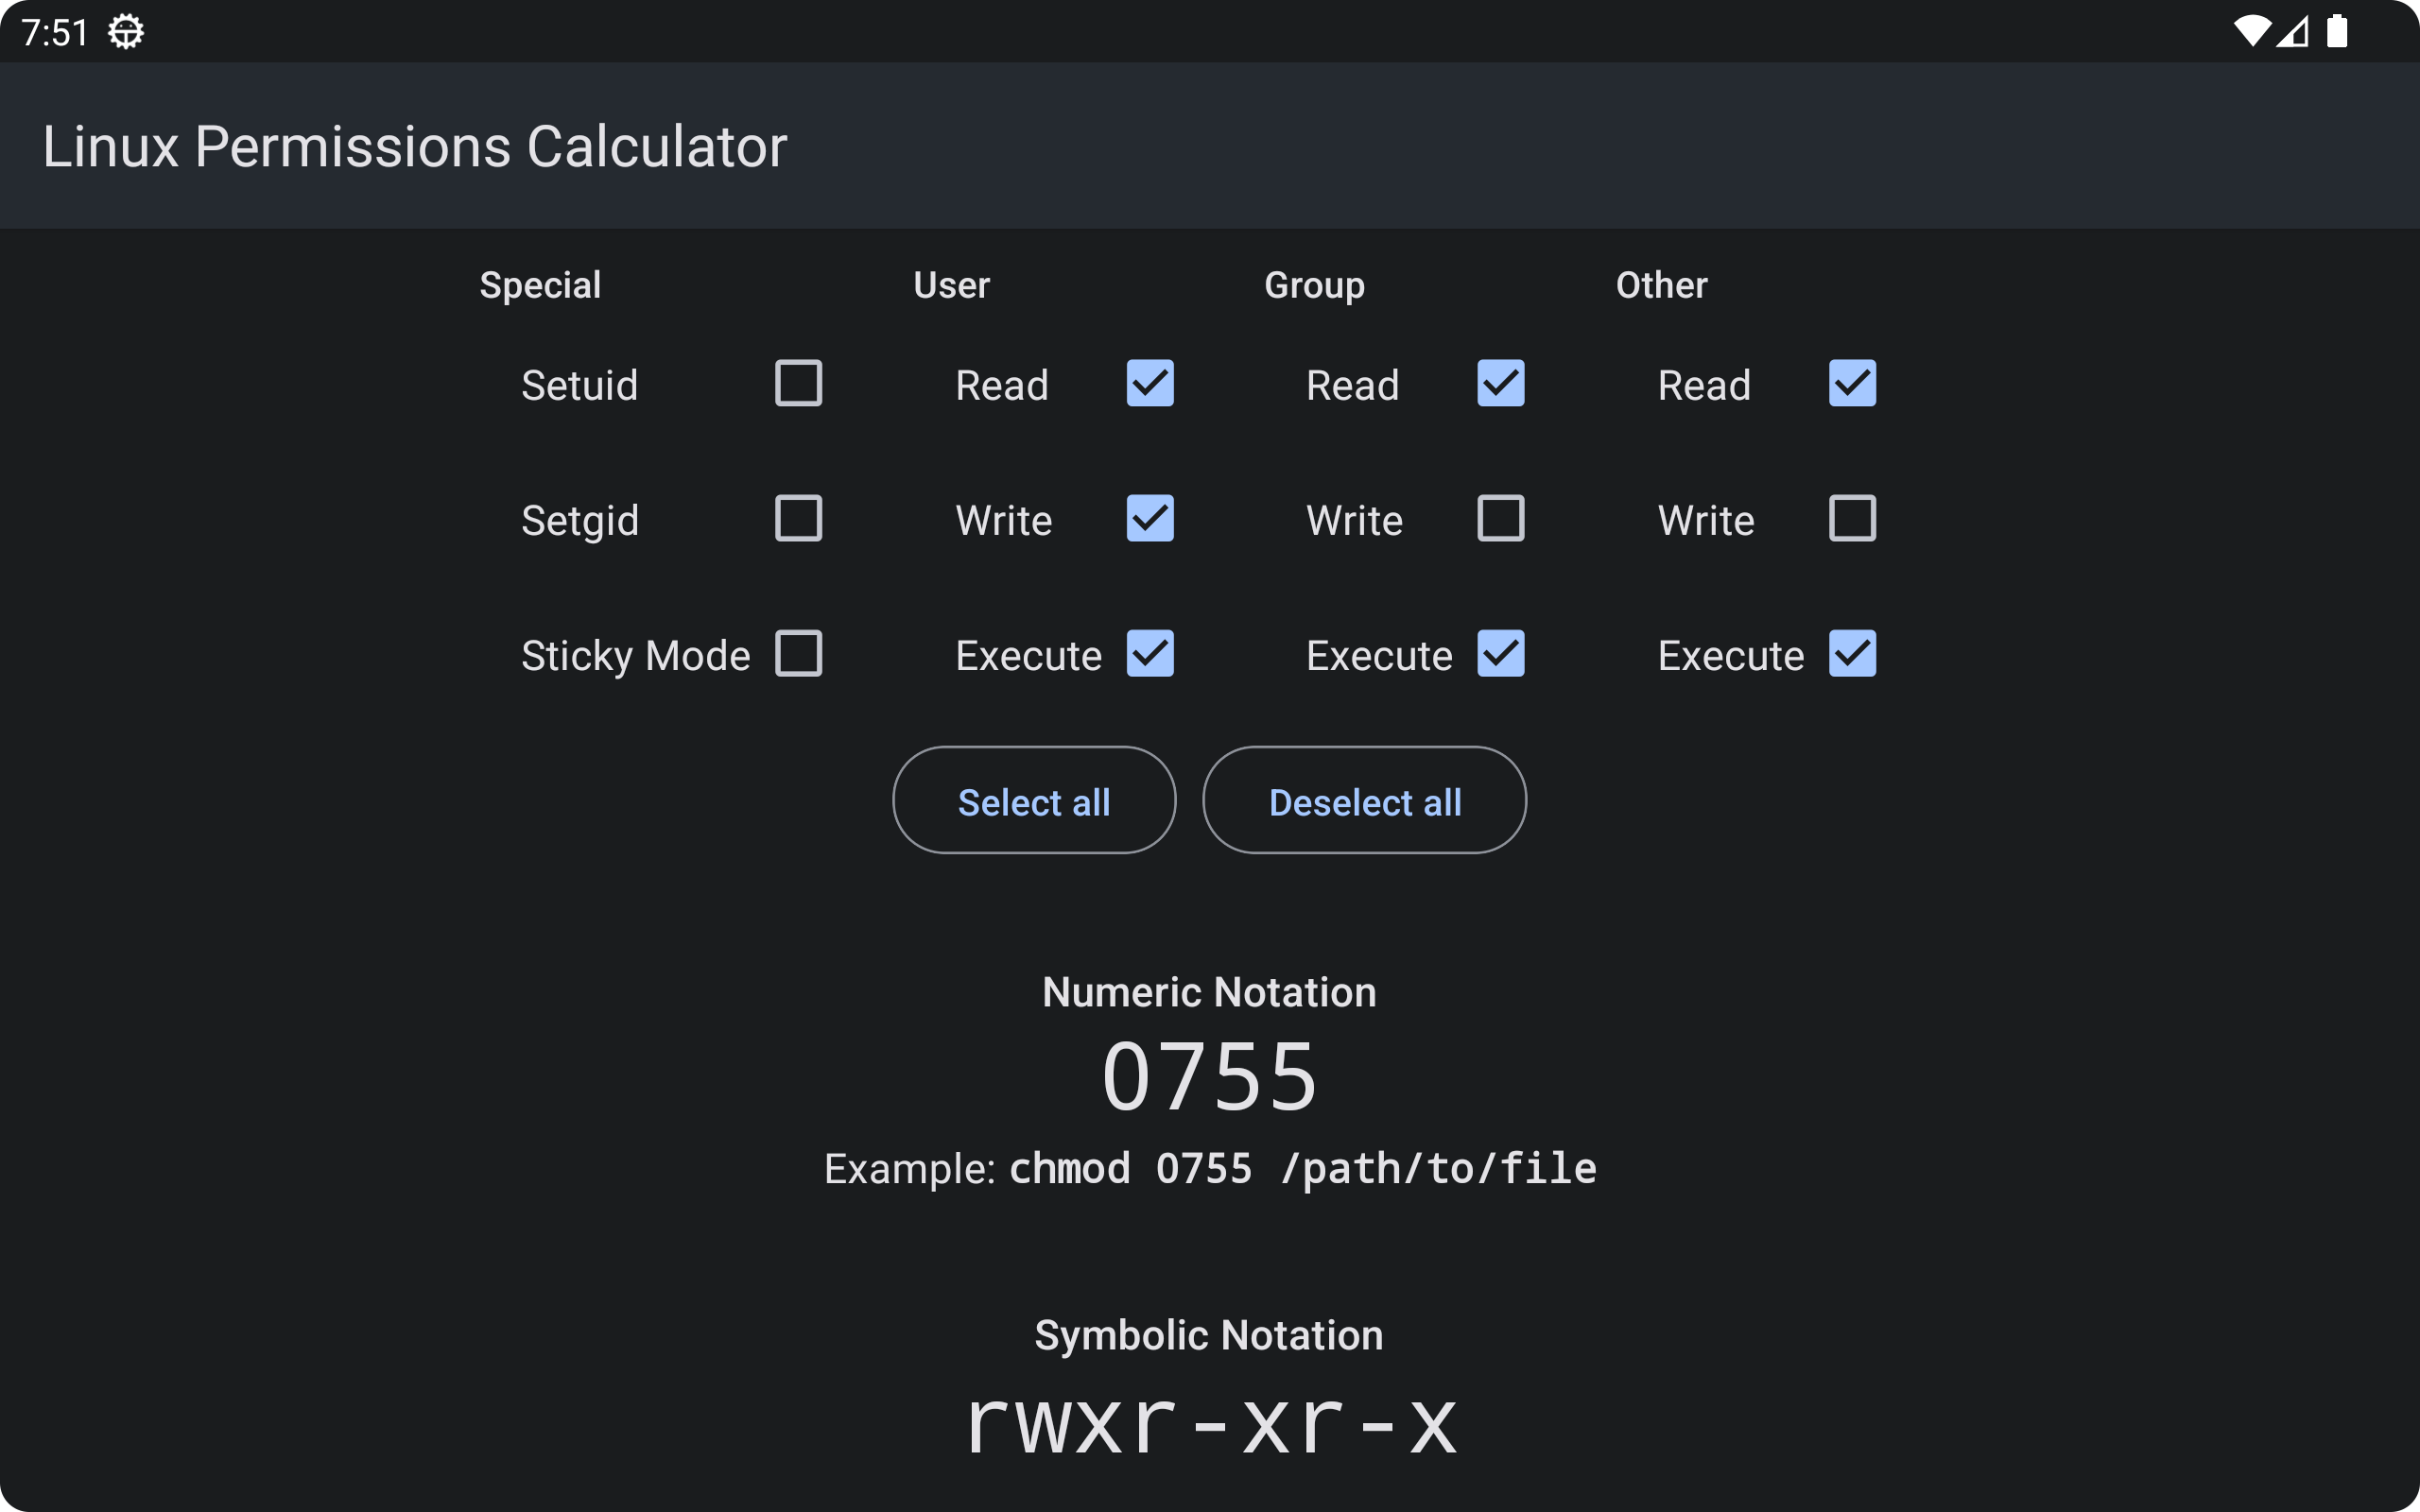 7:51
Linux Permissions Calculator
Special User Group Other
Setuid Read Read Read
Setgid Write Write Write
Sticky Mode Execute Execute Execute
Select all Deselect all
Numeric Notation
0755
Example: chmod 0755 /path/to/file
Symbolic Notation
rwxr-xr-x